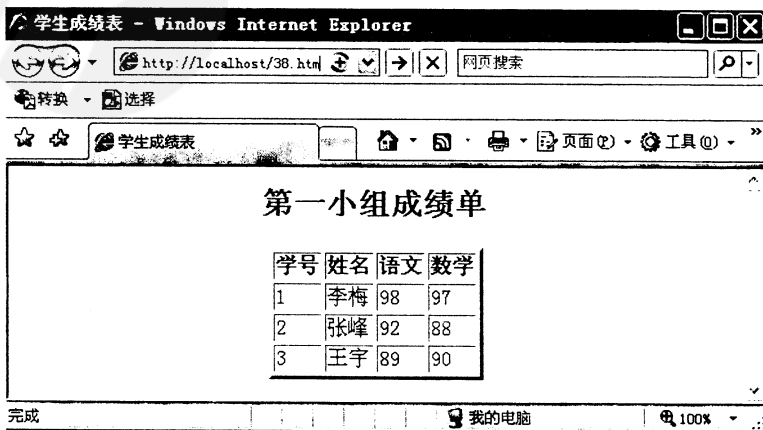 学生成绩表 - Windows Internet Explorer
http://localhost/38.htm 网页搜索
转换 选择
学生成绩表 页面(P) 工具(O) »
第一小组成绩单
学号 姓名 语文 数学
1 李梅 98 97
2 张峰 92 88
3 王宇 89 90
完成 我的电脑 100%